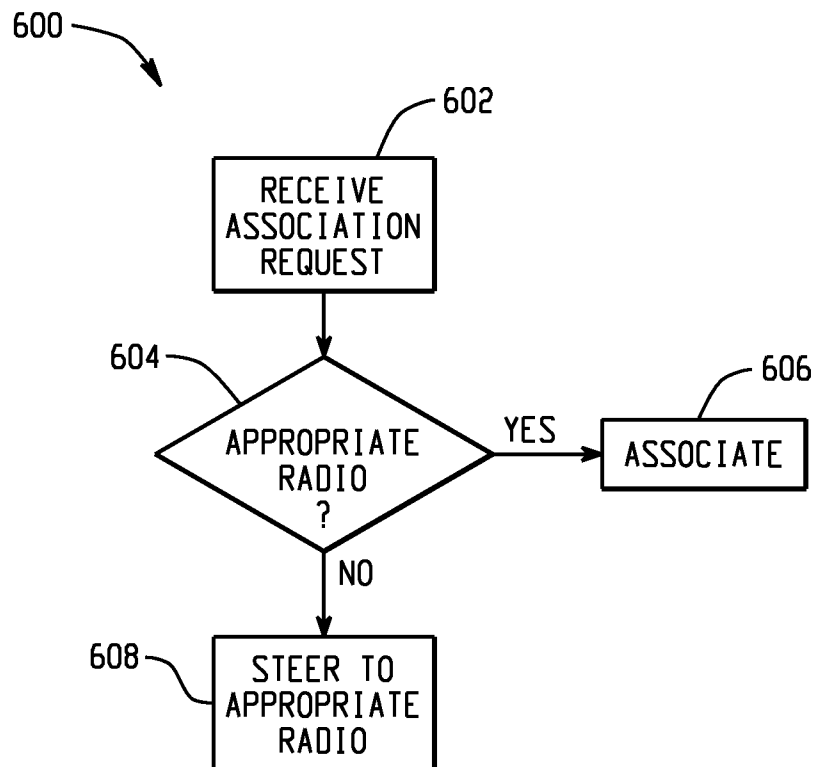 600
602
RECEIVE
ASSOCIATION
REQUEST
604
606
APPROPRIATE
RADIO
?
YES
ASSOCIATE
NO
608
STEER TO
APPROPRIATE
RADIO